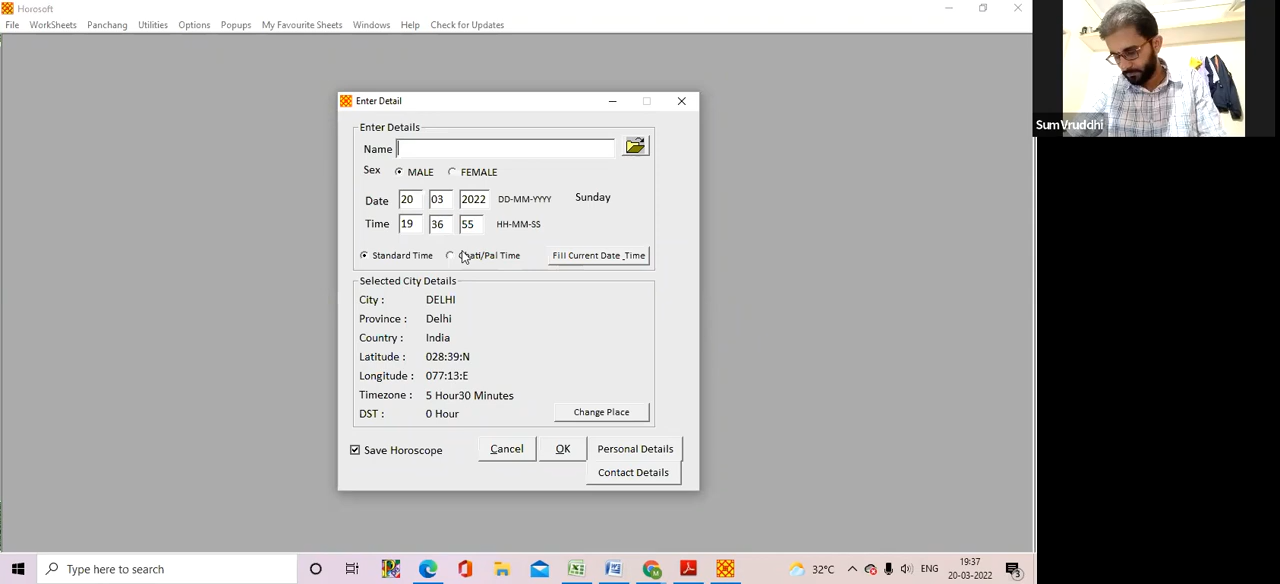 Horosoft
File WorkSheets Panchang Utilities Options Popups My Favourite Sheets Windows Help Check for Updates
Sum Vruddhi
Enter Detail
Enter Details
Name
Sex MALE FEMALE
Date 20 03 2022 DD-MM-YYYY Sunday
Time 19 36 55 HH-MM-SS
Standard Time Ghati/Pal Time Fill Current Date _Time
Selected City Details
City : DELHI
Province : Delhi
Country : India
Latitude : 028:39:N
Longitude : 077:13:E
Timezone : 5 Hour30 Minutes
DST : 0 Hour
Change Place
Save Horoscope Cancel OK Personal Details
Contact Details
Type here to search 32°C ENG 19:37
20-03-2022 3